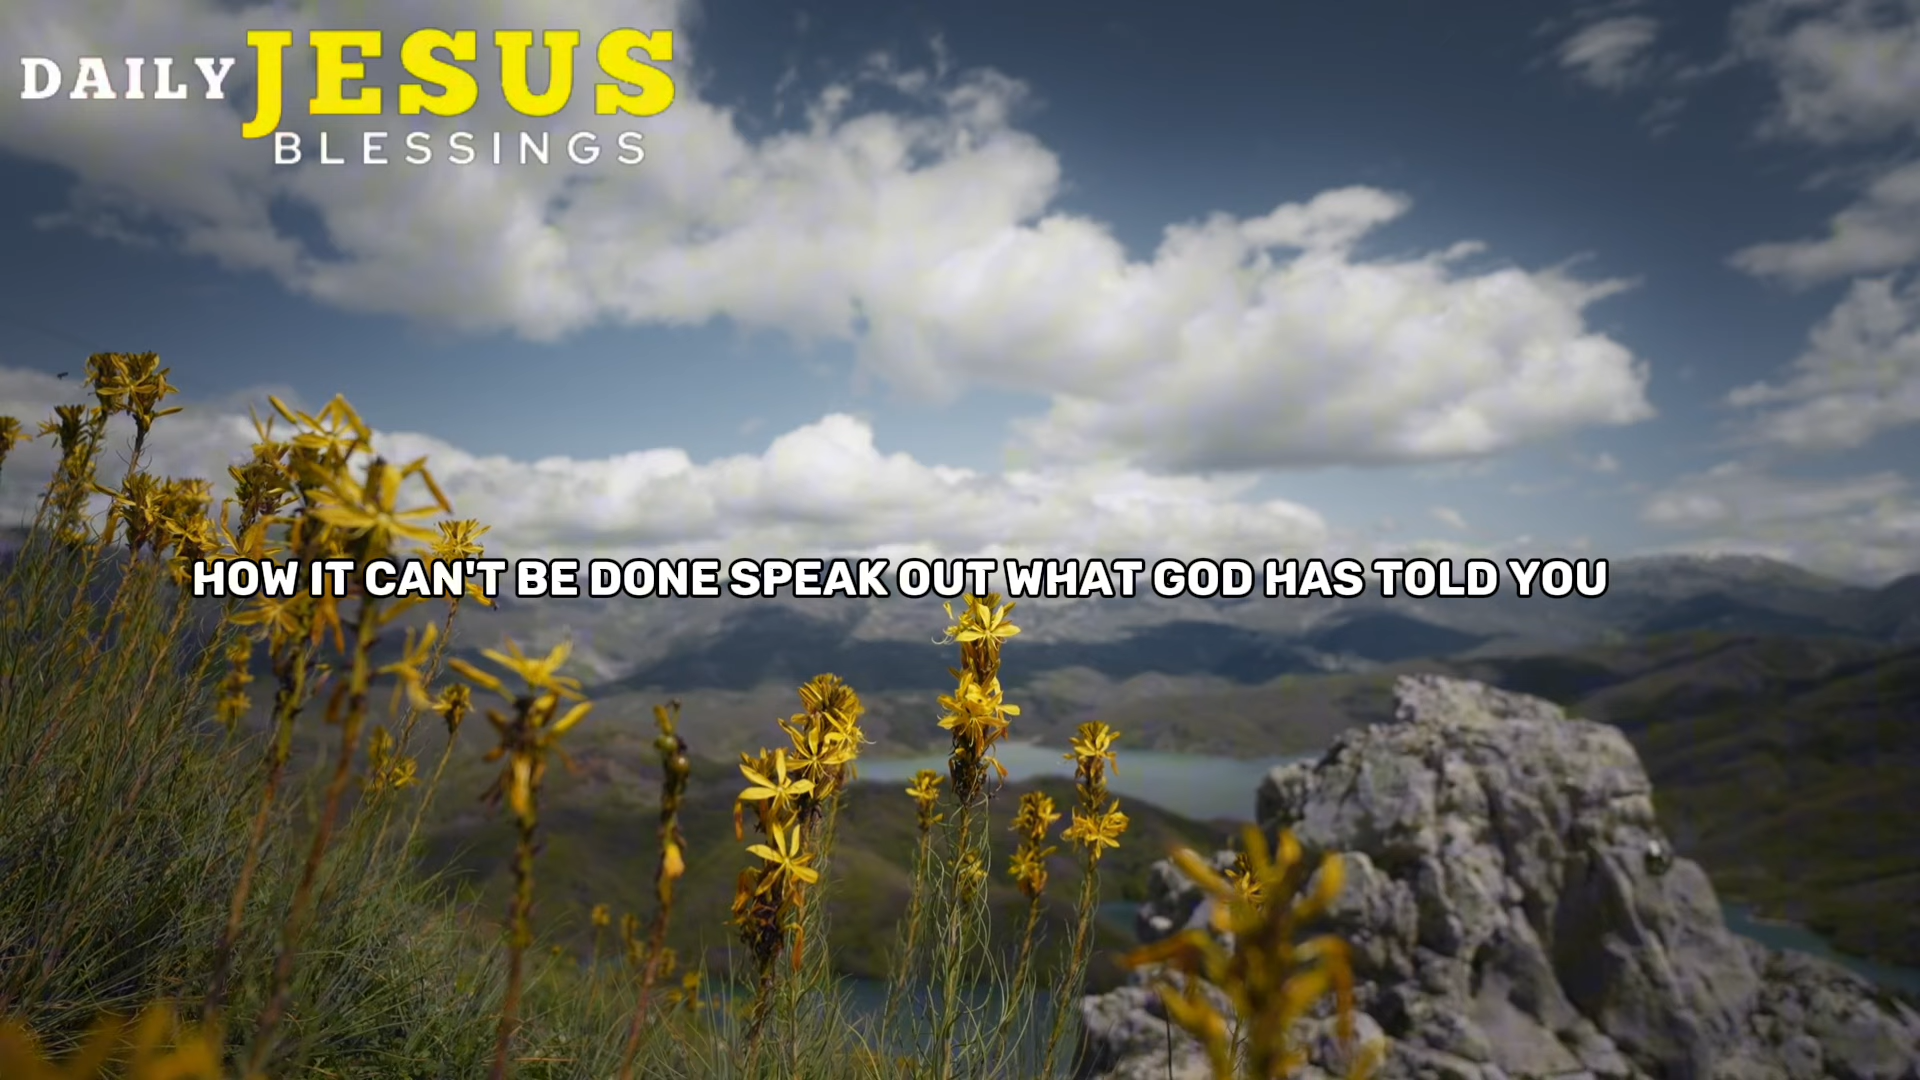 DAILY JESUS
BLESSINGS
HOW IT CAN'T BE DONE SPEAK OUT WHAT GOD HAS TOLD YOU